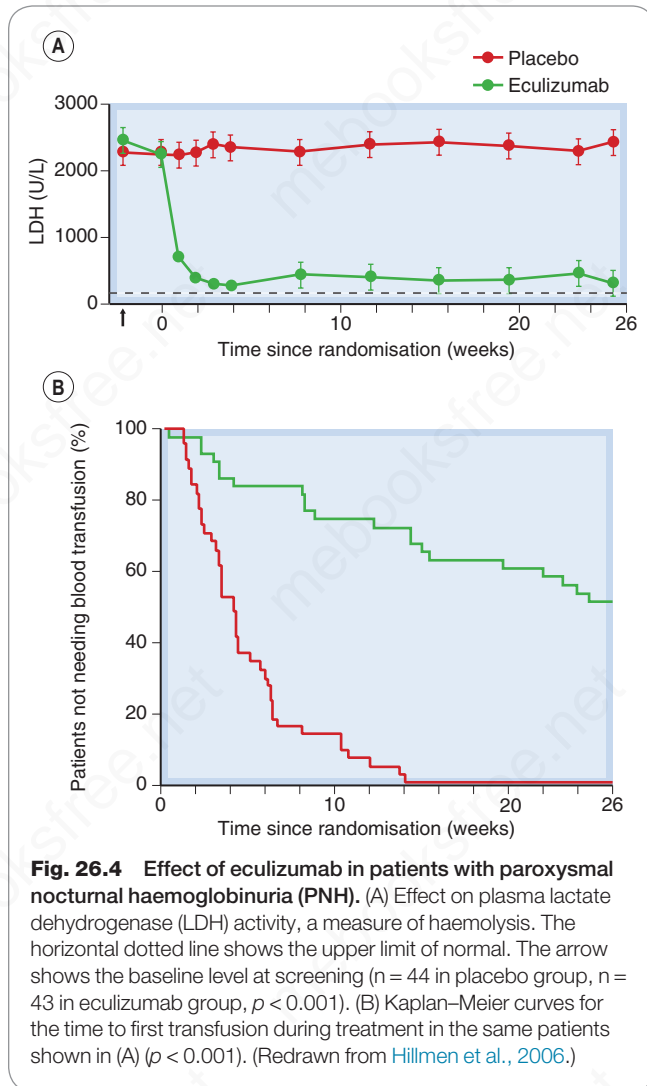 A
Placebo
Eculizumab
3000
2000
1000
0
LDH (U/L)
0 10 20 26
Time since randomisation (weeks)
B
100
80
60
40
20
0
Patients not needing blood transfusion (%)
0 10 20 26
Time since randomisation (weeks)
Fig. 26.4 Effect of eculizumab in patients with paroxysmal
nocturnal haemoglobinuria (PNH). (A) Effect on plasma lactate
dehydrogenase (LDH) activity, a measure of haemolysis. The
horizontal dotted line shows the upper limit of normal. The arrow
shows the baseline level at screening (n = 44 in placebo group, n =
43 in eculizumab group, p < 0.001). (B) Kaplan–Meier curves for
the time to first transfusion during treatment in the same patients
shown in (A) (p < 0.001). (Redrawn from Hillmen et al., 2006.)
mebooksfree.net
mebooksfree.net